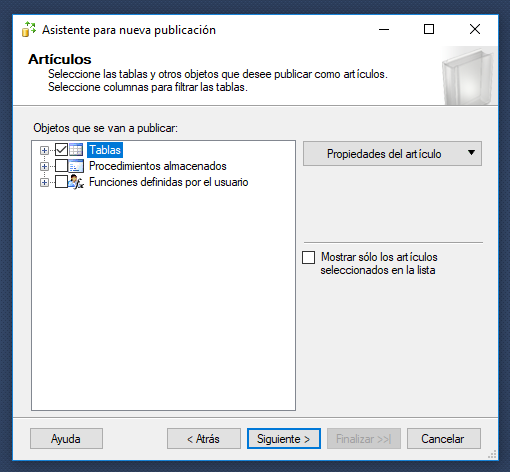 Asistente para nueva publicación
Artículos
Seleccione las tablas y otros objetos que desee publicar como artículos.
Seleccione columnas para filtrar las tablas.
Objetos que se van a publicar:
Tablas
Procedimientos almacenados
Funciones definidas por el usuario
Propiedades del artículo
Mostrar sólo los artículos
seleccionados en la lista
Ayuda
< Atrás
Siguiente >
Finalizar >>|
Cancelar